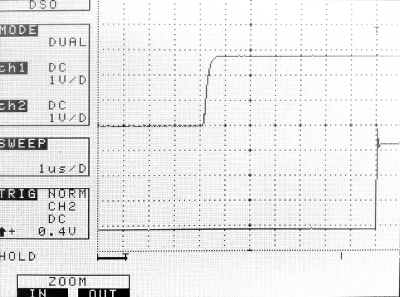 DSO
MODE
DUAL
ch1 DC
1V/D
ch2 DC
1V/D
SWEEP
1us/D
TRIG NORM
CH2
DC
↑+ 0.4V
HOLD
ZOOM
IN OUT